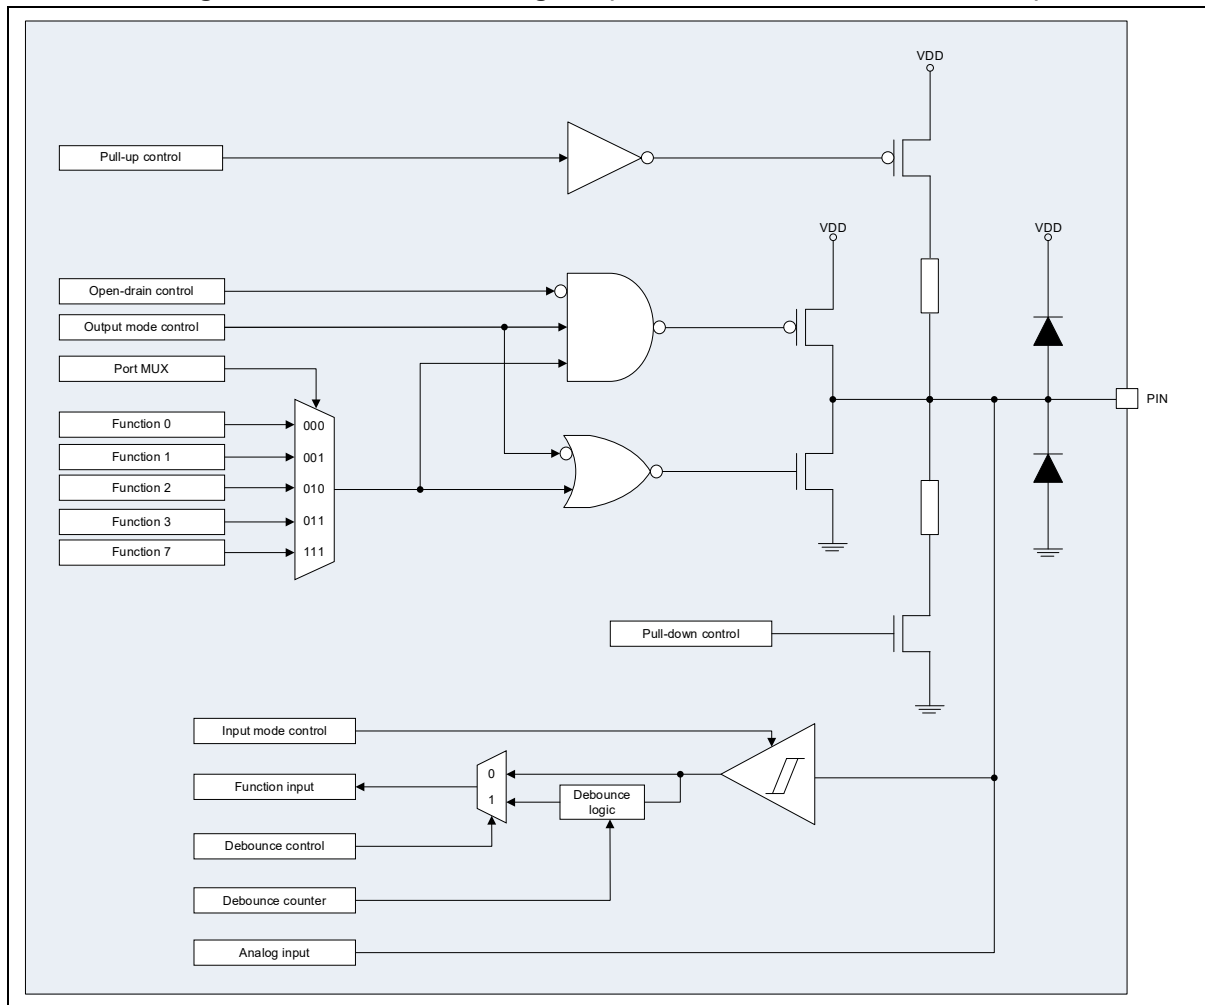 VDD
Pull-up control
VDD
VDD
Open-drain control
Output mode control
Port MUX
PIN
Function 0
000
Function 1
001
Function 2
010
Function 3
011
Function 7
111
Pull-down control
Input mode control
0
Function input
Debounce
logic
1
Debounce control
Debounce counter
Analog input